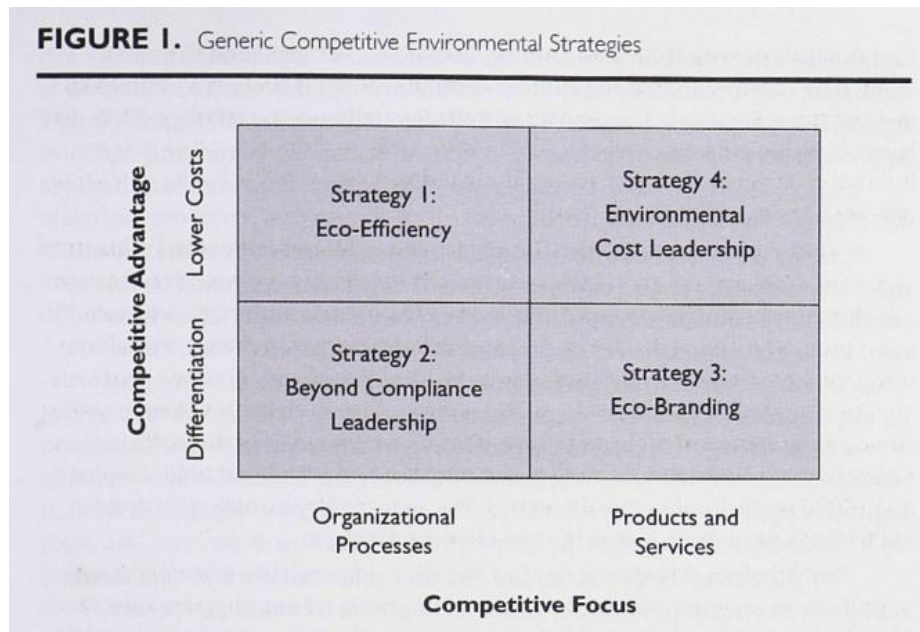 FIGURE 1. Generic Competitive Environmental Strategies
Competitive Advantage
Lower Costs
Differentiation
Strategy 1:
Eco-Efficiency
Strategy 4:
Environmental
Cost Leadership
Strategy 2:
Beyond Compliance
Leadership
Strategy 3:
Eco-Branding
Organizational
Processes
Products and
Services
Competitive Focus